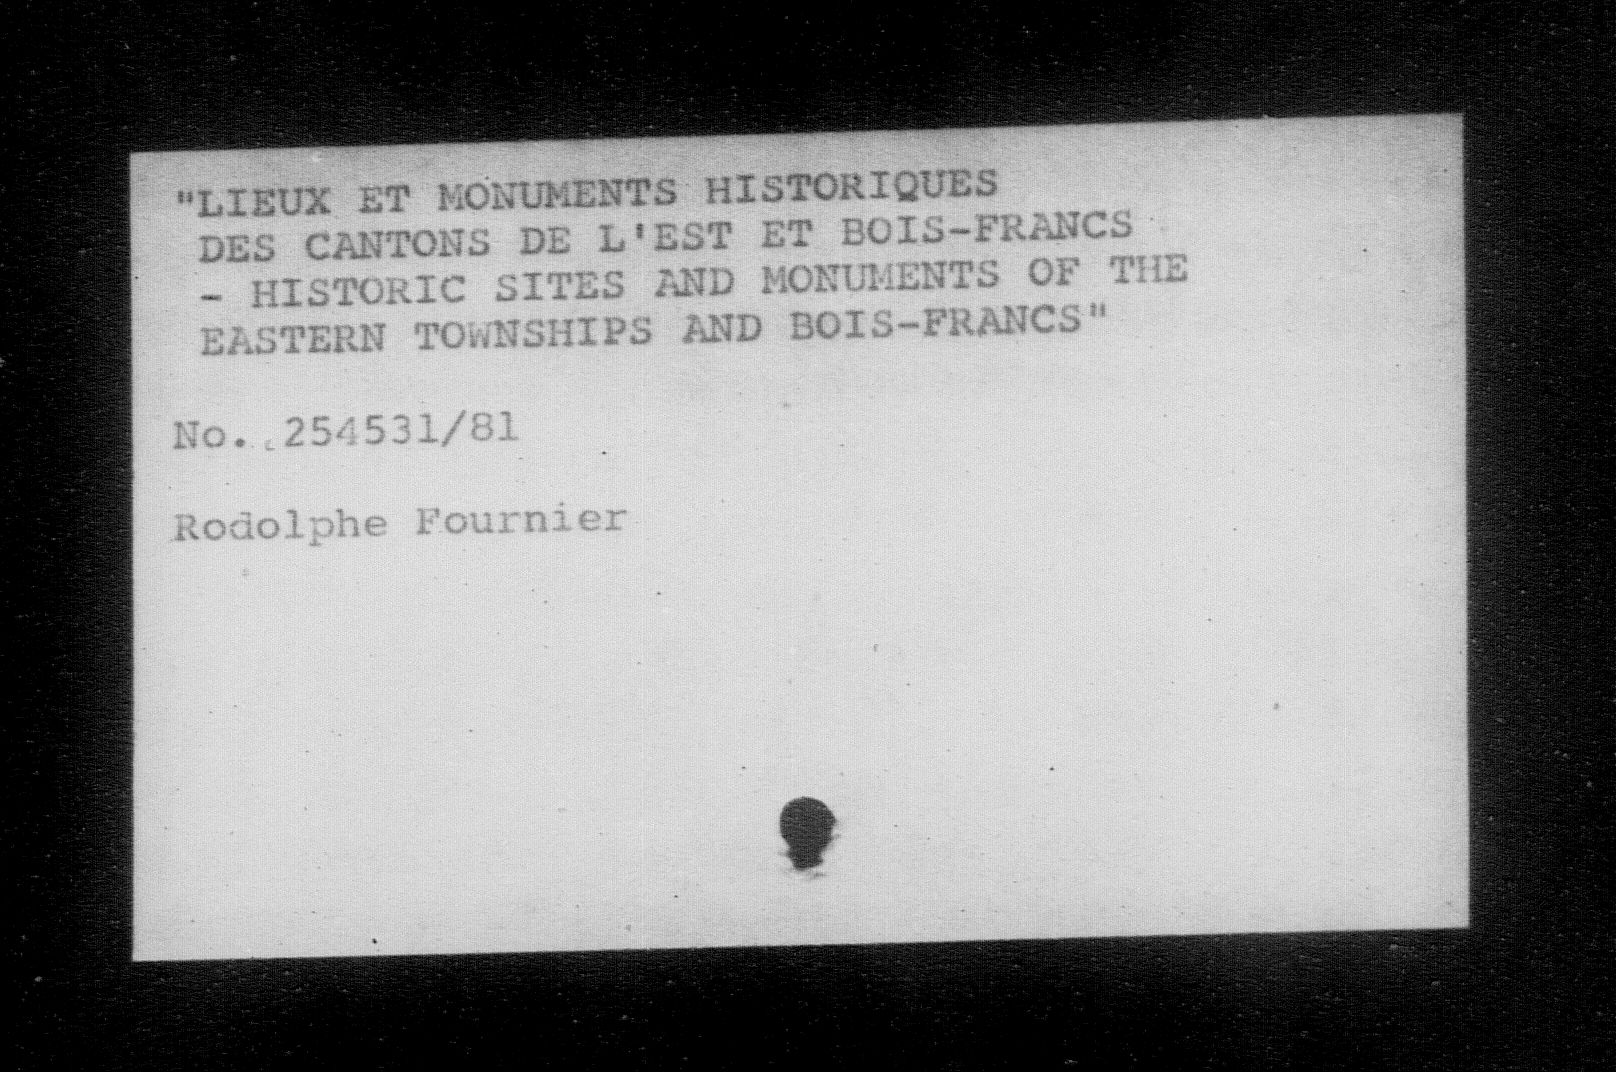 "LIEUX ET MONUMENTS HISTORIQUES
DES CANTONS DE L'EST ET BOIS-FRANCS
- HISTORIC SITES AND MONUMENTS OF THE
EASTERN TOWNSHIPS AND BOIS-FRANCS"
No. 254531/81
Rodolphe Fournier